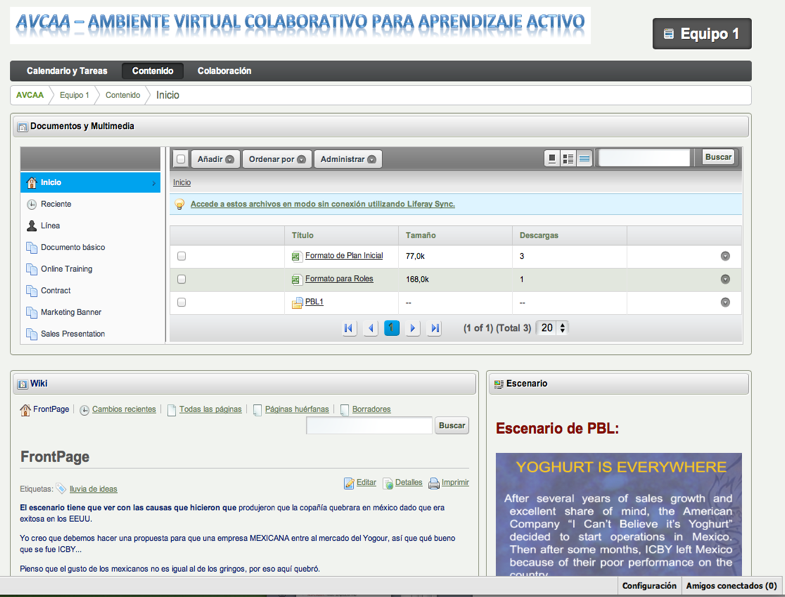 AVCAA – AMBIENTE VIRTUAL COLABORATIVO PARA APRENDIZAJE ACTIVO
Equipo 1
Calendario y Tareas Contenido Colaboración
AVCAA Equipo 1 Contenido Inicio
Documentos y Multimedia
Añadir Ordenar por Administrar Buscar
Inicio
Inicio
Reciente
Línea
Documento básico
Online Training
Contract
Marketing Banner
Sales Presentation
Accede a estos archivos en modo sin conexión utilizando Liferay Sync.
Título Tamaño Descargas
Formato de Plan Inicial 77,0k 3
Formato para Roles 168,0k 1
PBL1 -- --
1 (1 of 1) (Total 3) 20
Wiki
FrontPage Cambios recientes Todas las páginas Páginas huérfanas Borradores
Buscar
FrontPage
Editar Detalles Imprimir
Etiquetas: lluvia de ideas
El escenario tiene que ver con las causas que hicieron que produjeron que la copañía quebrara en méxico dado que era
exitosa en los EEUU.
Yo creo que debemos hacer una propuesta para que una empresa MEXICANA entre al mercado del Yogour, así que qué bueno
que se fue ICBY...
Pienso que el gusto de los mexicanos no es igual al de los gringos, por eso aquí quebró.
Escenario
Escenario de PBL:
YOGHURT IS EVERYWHERE
After several years of sales growth and
excellent share of mind, the American
Company “I Can’t Believe it’s Yoghurt”
decided to start operations in Mexico.
Then after some months, ICBY left Mexico
because of their poor performance on the
country
Configuración Amigos conectados (0)